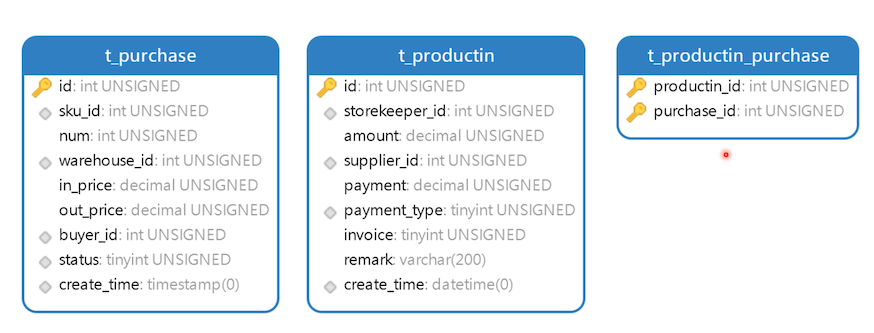 t_purchase
id: int UNSIGNED
sku_id: int UNSIGNED
num: int UNSIGNED
warehouse_id: int UNSIGNED
in_price: decimal UNSIGNED
out_price: decimal UNSIGNED
buyer_id: int UNSIGNED
status: tinyint UNSIGNED
create_time: timestamp(0)
t_productin
id: int UNSIGNED
storekeeper_id: int UNSIGNED
amount: decimal UNSIGNED
supplier_id: int UNSIGNED
payment: decimal UNSIGNED
payment_type: tinyint UNSIGNED
invoice: tinyint UNSIGNED
remark: varchar(200)
create_time: datetime(0)
t_productin_purchase
productin_id: int UNSIGNED
purchase_id: int UNSIGNED